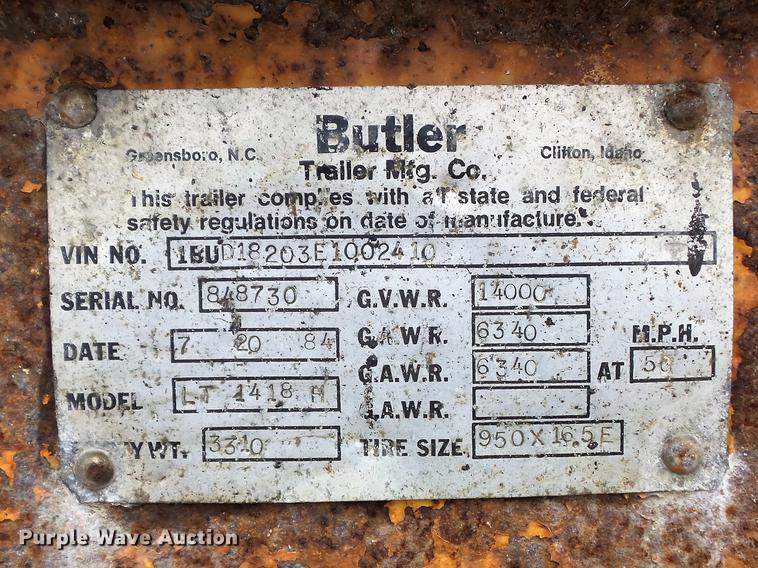 Butler
Greensboro, N.C. Trailer Mfg. Co. Clifton, Idaho
This trailer complies with all state and federal
safety regulations on date of manufacture.
VIN NO. 1BUD18203E1002410
SERIAL NO. 848730 G.V.W.R. 14000
DATE 7 20 84 G.A.W.R. 6340 M.P.H.
G.A.W.R. 6340 AT 50
MODEL LT 1418 H G.A.W.R.
WT. 3310 TIRE SIZE 950 X 16.5 E
Purple Wave Auction